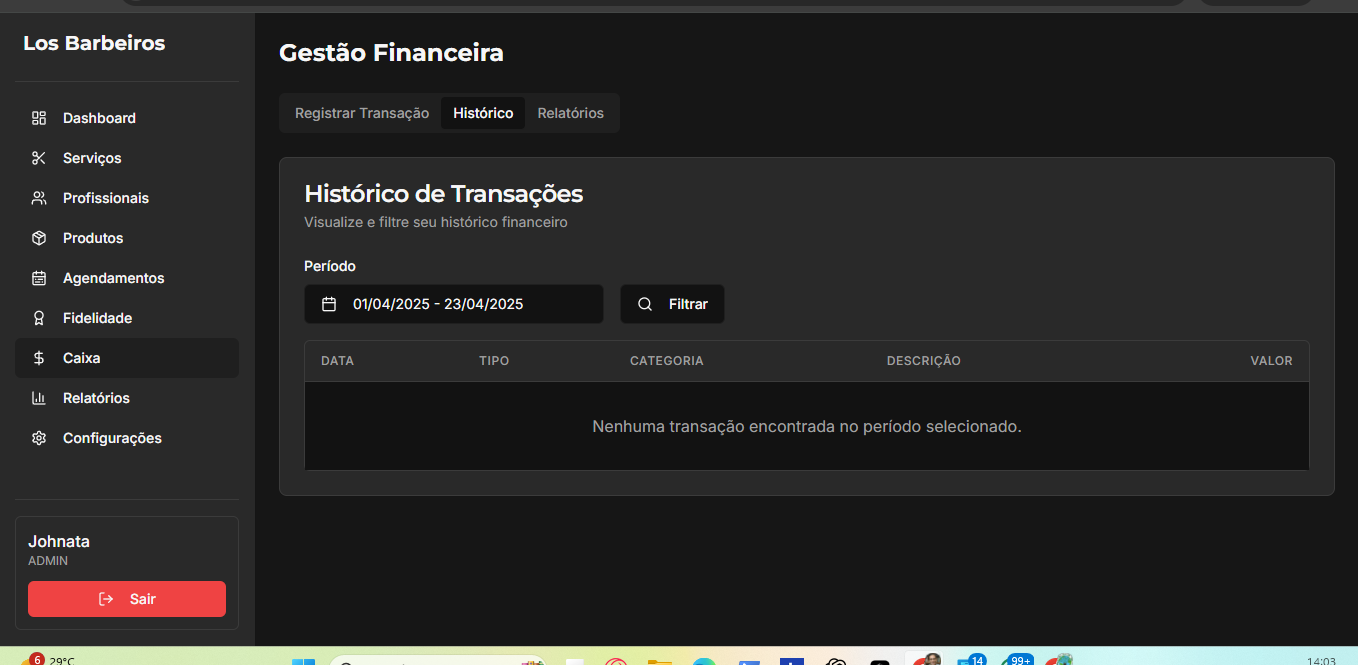 Los Barbeiros
Dashboard
Serviços
Profissionais
Produtos
Agendamentos
Fidelidade
Caixa
Relatórios
Configurações
Johnata
ADMIN
Sair
Gestão Financeira
Registrar Transação Histórico Relatórios
Histórico de Transações
Visualize e filtre seu histórico financeiro
Período
01/04/2025 - 23/04/2025 Filtrar
DATA TIPO CATEGORIA DESCRIÇÃO VALOR
Nenhuma transação encontrada no período selecionado.
6 29°C 14 99+ 14:03